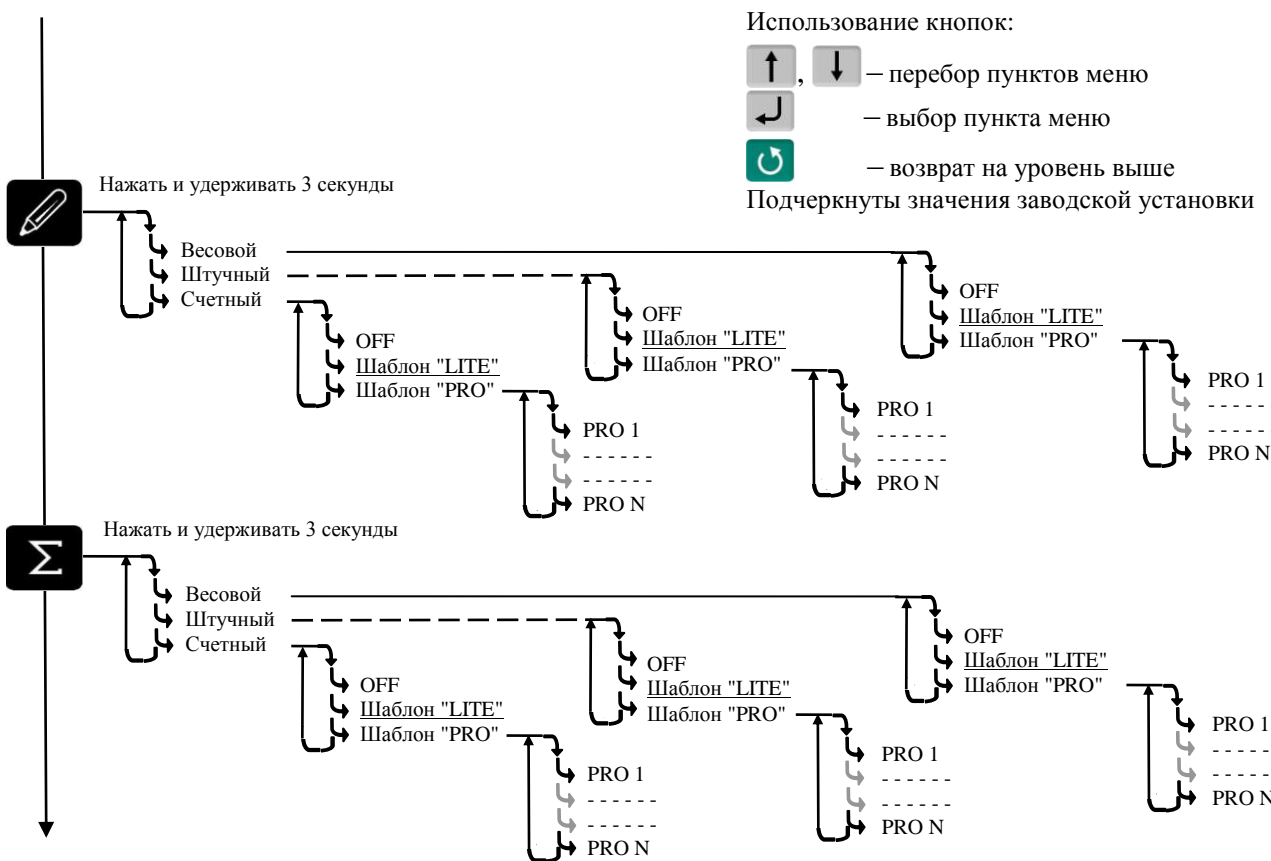 Использование кнопок:
, – перебор пунктов меню
– выбор пункта меню
– возврат на уровень выше
Подчеркнуты значения заводской установки
Нажать и удерживать 3 секунды
Весовой
Штучный
Счетный
OFF
Шаблон "LITE"
Шаблон "PRO"
PRO 1
- - - - - -
- - - - - -
PRO N
OFF
Шаблон "LITE"
Шаблон "PRO"
PRO 1
- - - - - -
- - - - - -
PRO N
OFF
Шаблон "LITE"
Шаблон "PRO"
PRO 1
- - - - -
- - - - -
PRO N
Нажать и удерживать 3 секунды
Σ
Весовой
Штучный
Счетный
OFF
Шаблон "LITE"
Шаблон "PRO"
PRO 1
- - - - - -
- - - - - -
PRO N
OFF
Шаблон "LITE"
Шаблон "PRO"
PRO 1
- - - - - -
- - - - - -
PRO N
OFF
Шаблон "LITE"
Шаблон "PRO"
PRO 1
- - - - -
- - - - -
PRO N